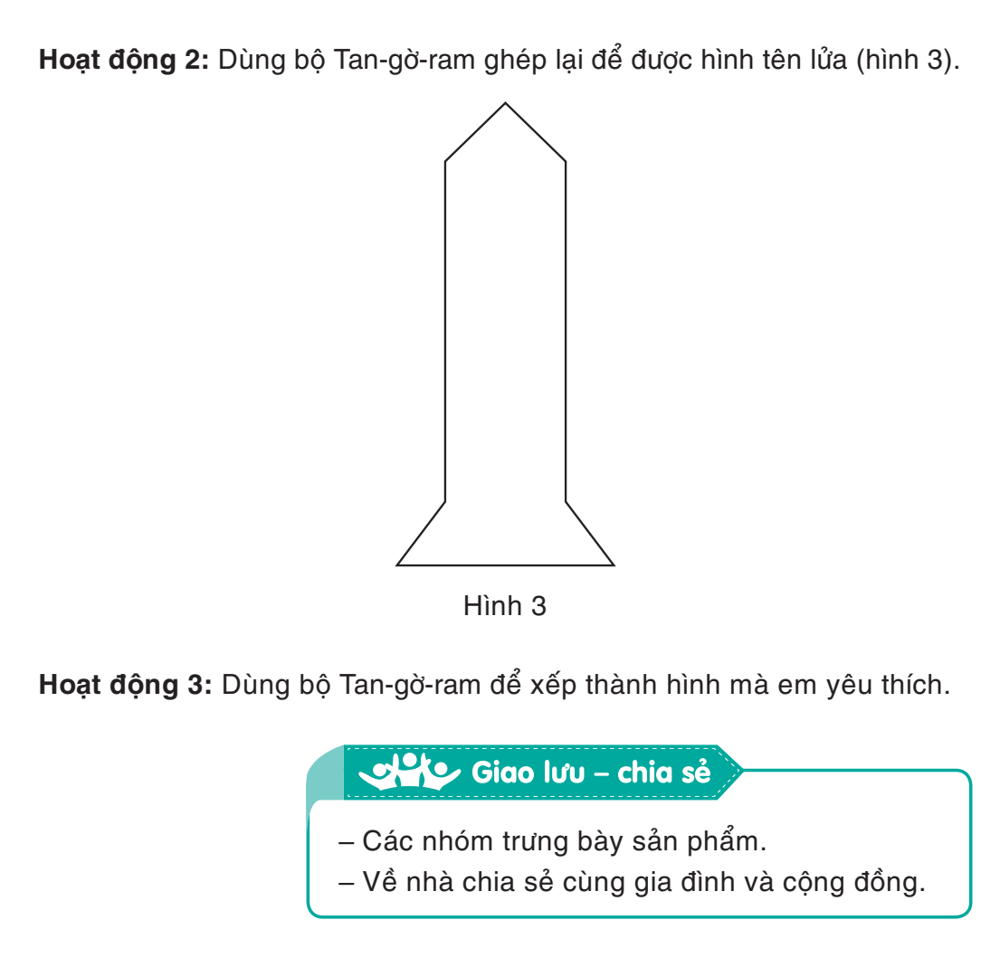 Hoạt động 2: Dùng bộ Tan-gờ-ram ghép lại để được hình tên lửa (hình 3).
Hình 3
Hoạt động 3: Dùng bộ Tan-gờ-ram để xếp thành hình mà em yêu thích.
Giao lưu – chia sẻ
– Các nhóm trưng bày sản phẩm.
– Về nhà chia sẻ cùng gia đình và cộng đồng.